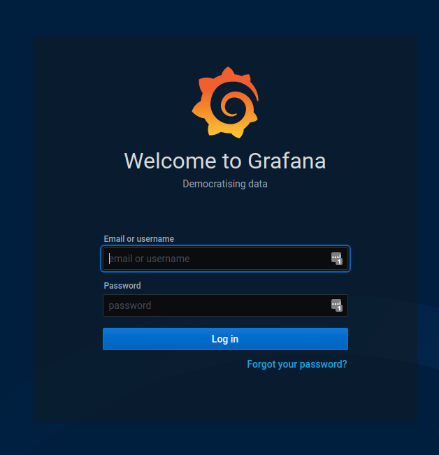 Welcome to Grafana
Democratising data
Email or username
email or username
Password
password
Log in
Forgot your password?